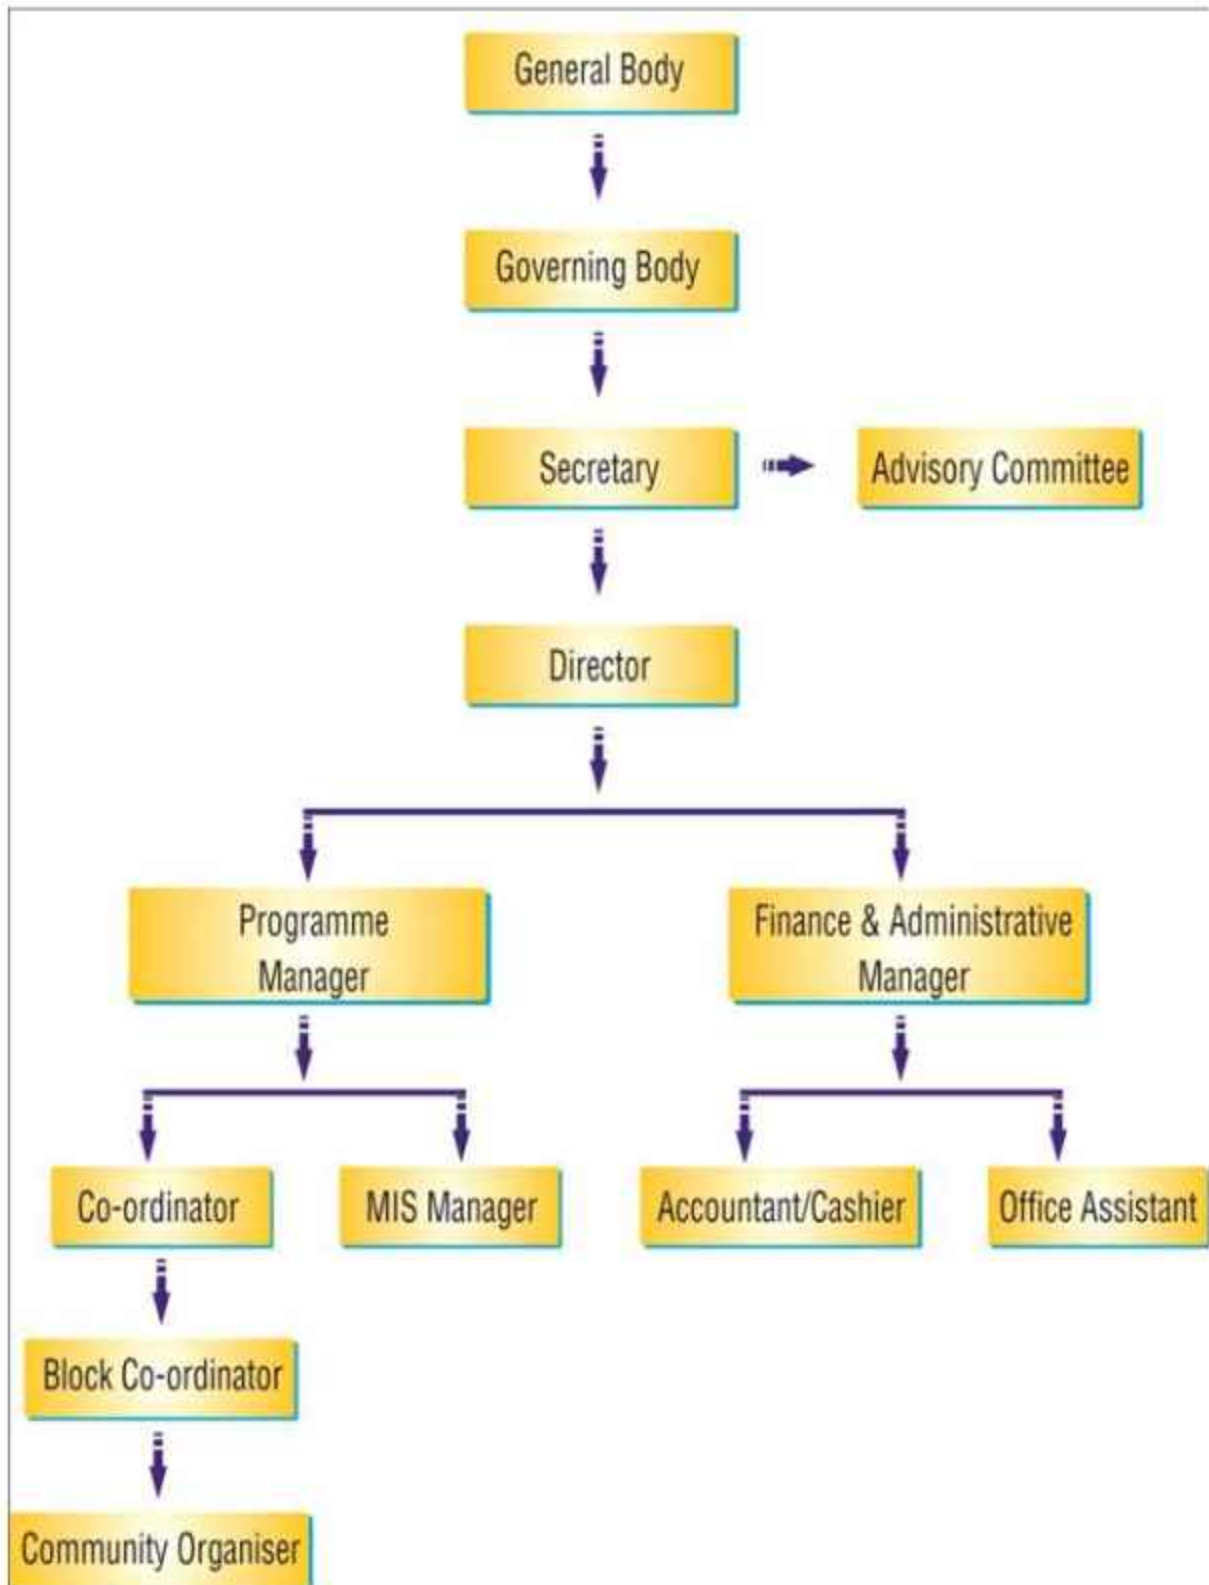 General Body
Governing Body
Secretary
Advisory Committee
Director
Programme
Manager
Finance & Administrative
Manager
Co-ordinator
MIS Manager
Accountant/Cashier
Office Assistant
Block Co-ordinator
Community Organiser